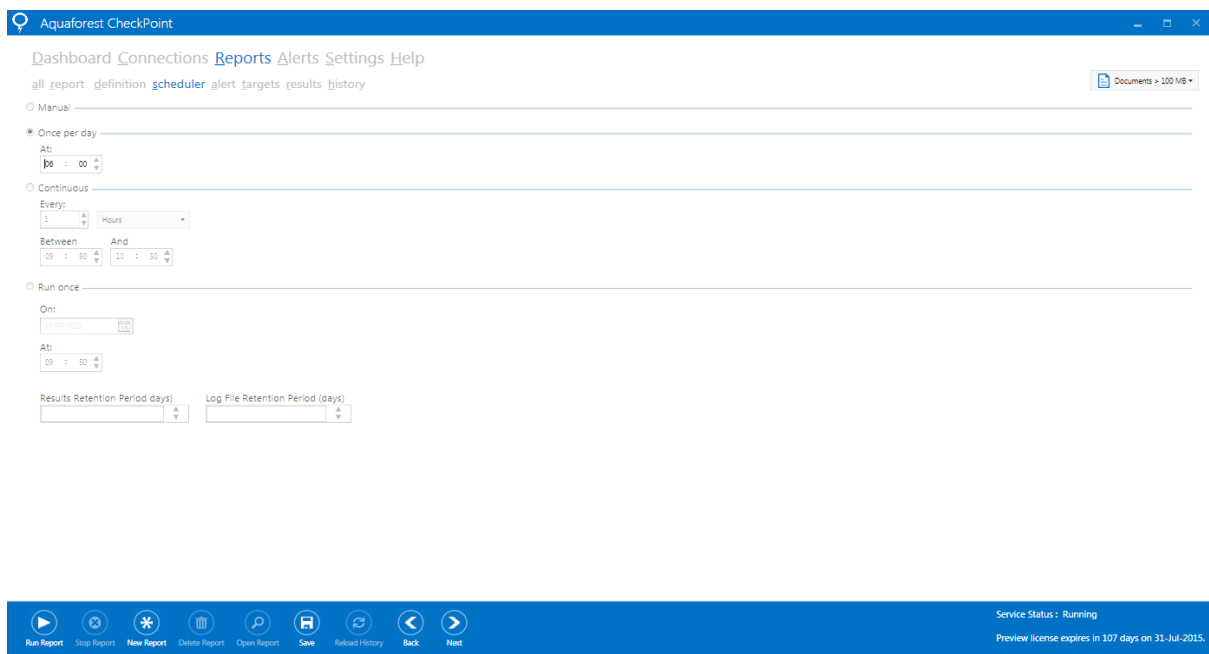 Aquaforest CheckPoint
Dashboard Connections Reports Alerts Settings Help
all report definition scheduler alert targets results history
Documents > 100 MB
Manual
Once per day
At:
06 : 00
Continuous
Every:
1 Hours
Between And
09 : 50 10 : 50
Run once
On:
At:
09 : 50
Results Retention Period days) Log File Retention Period (days)
Run Report Stop Report New Report Delete Report Open Report Save Reload History Back Next
Service Status : Running
Preview license expires in 107 days on 31-Jul-2015.